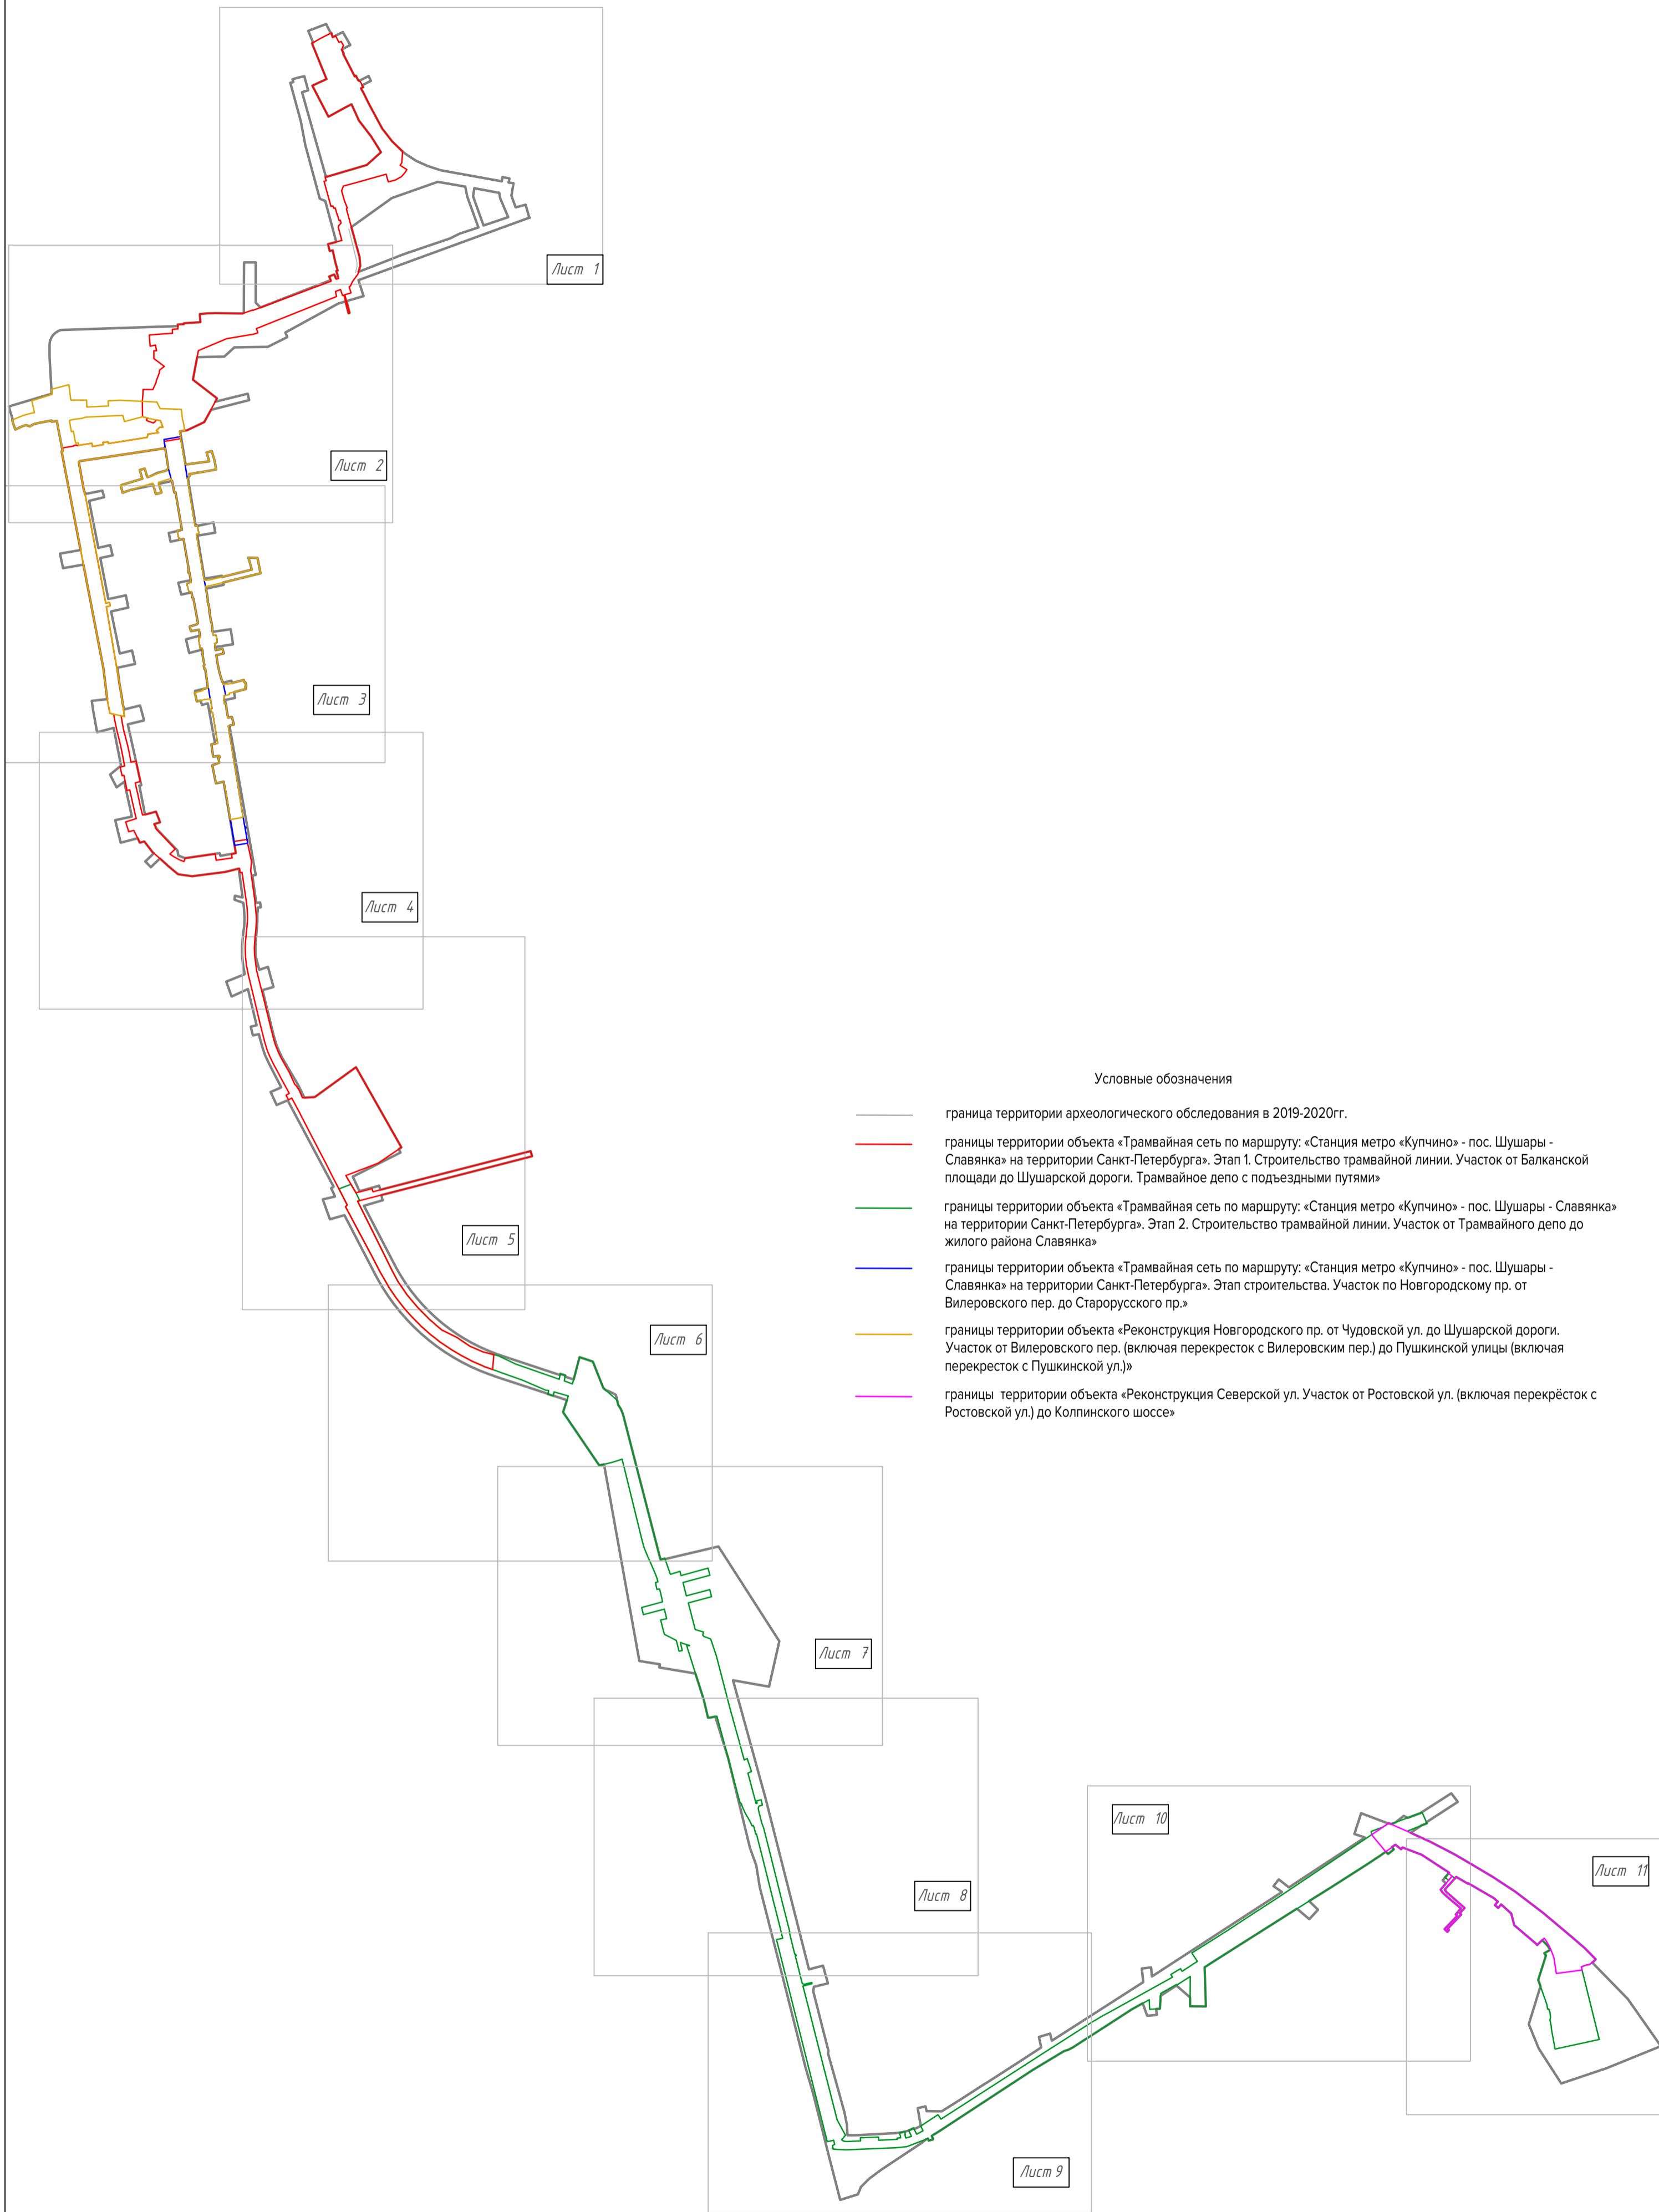 Лист 1
Лист 2
Лист 3
Лист 4
Лист 5
Лист 6
Лист 7
Лист 8
Лист 9
Лист 10
Лист 11
Условные обозначения
граница территории археологического обследования в 2019-2020гг.
границы территории объекта «Трамвайная сеть по маршруту: «Станция метро «Купчино» - пос. Шушары -
Славянка» на территории Санкт-Петербурга». Этап 1. Строительство трамвайной линии. Участок от Балканской
площади до Шушарской дороги. Трамвайное депо с подъездными путями»
границы территории объекта «Трамвайная сеть по маршруту: «Станция метро «Купчино» - пос. Шушары - Славянка»
на территории Санкт-Петербурга». Этап 2. Строительство трамвайной линии. Участок от Трамвайного депо до
жилого района Славянка»
границы территории объекта «Трамвайная сеть по маршруту: «Станция метро «Купчино» - пос. Шушары -
Славянка» на территории Санкт-Петербурга». Этап строительства. Участок по Новгородскому пр. от
Вилеровского пер. до Старорусского пр.»
границы территории объекта «Реконструкция Новгородского пр. от Чудовской ул. до Шушарской дороги.
Участок от Вилеровского пер. (включая перекресток с Вилеровским пер.) до Пушкинской улицы (включая
перекресток с Пушкинской ул.)»
границы территории объекта «Реконструкция Северской ул. Участок от Ростовской ул. (включая перекрёсток с
Ростовской ул.) до Колпинского шоссе»